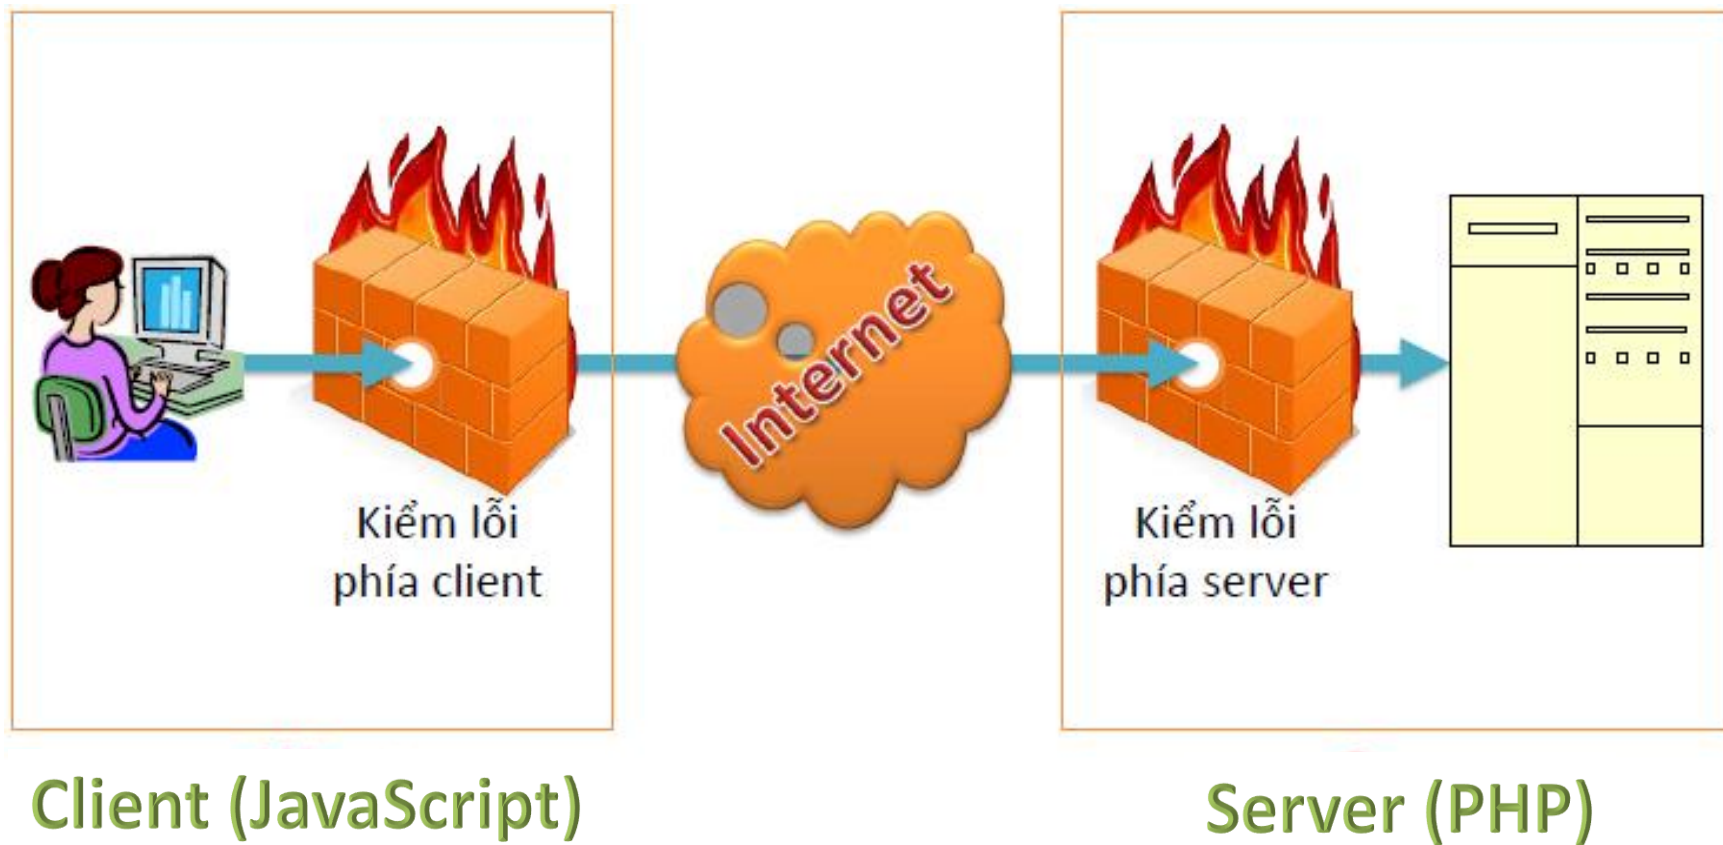 Internet
Kiểm lỗi
phía client
Kiểm lỗi
phía server
Client (JavaScript)
Server (PHP)